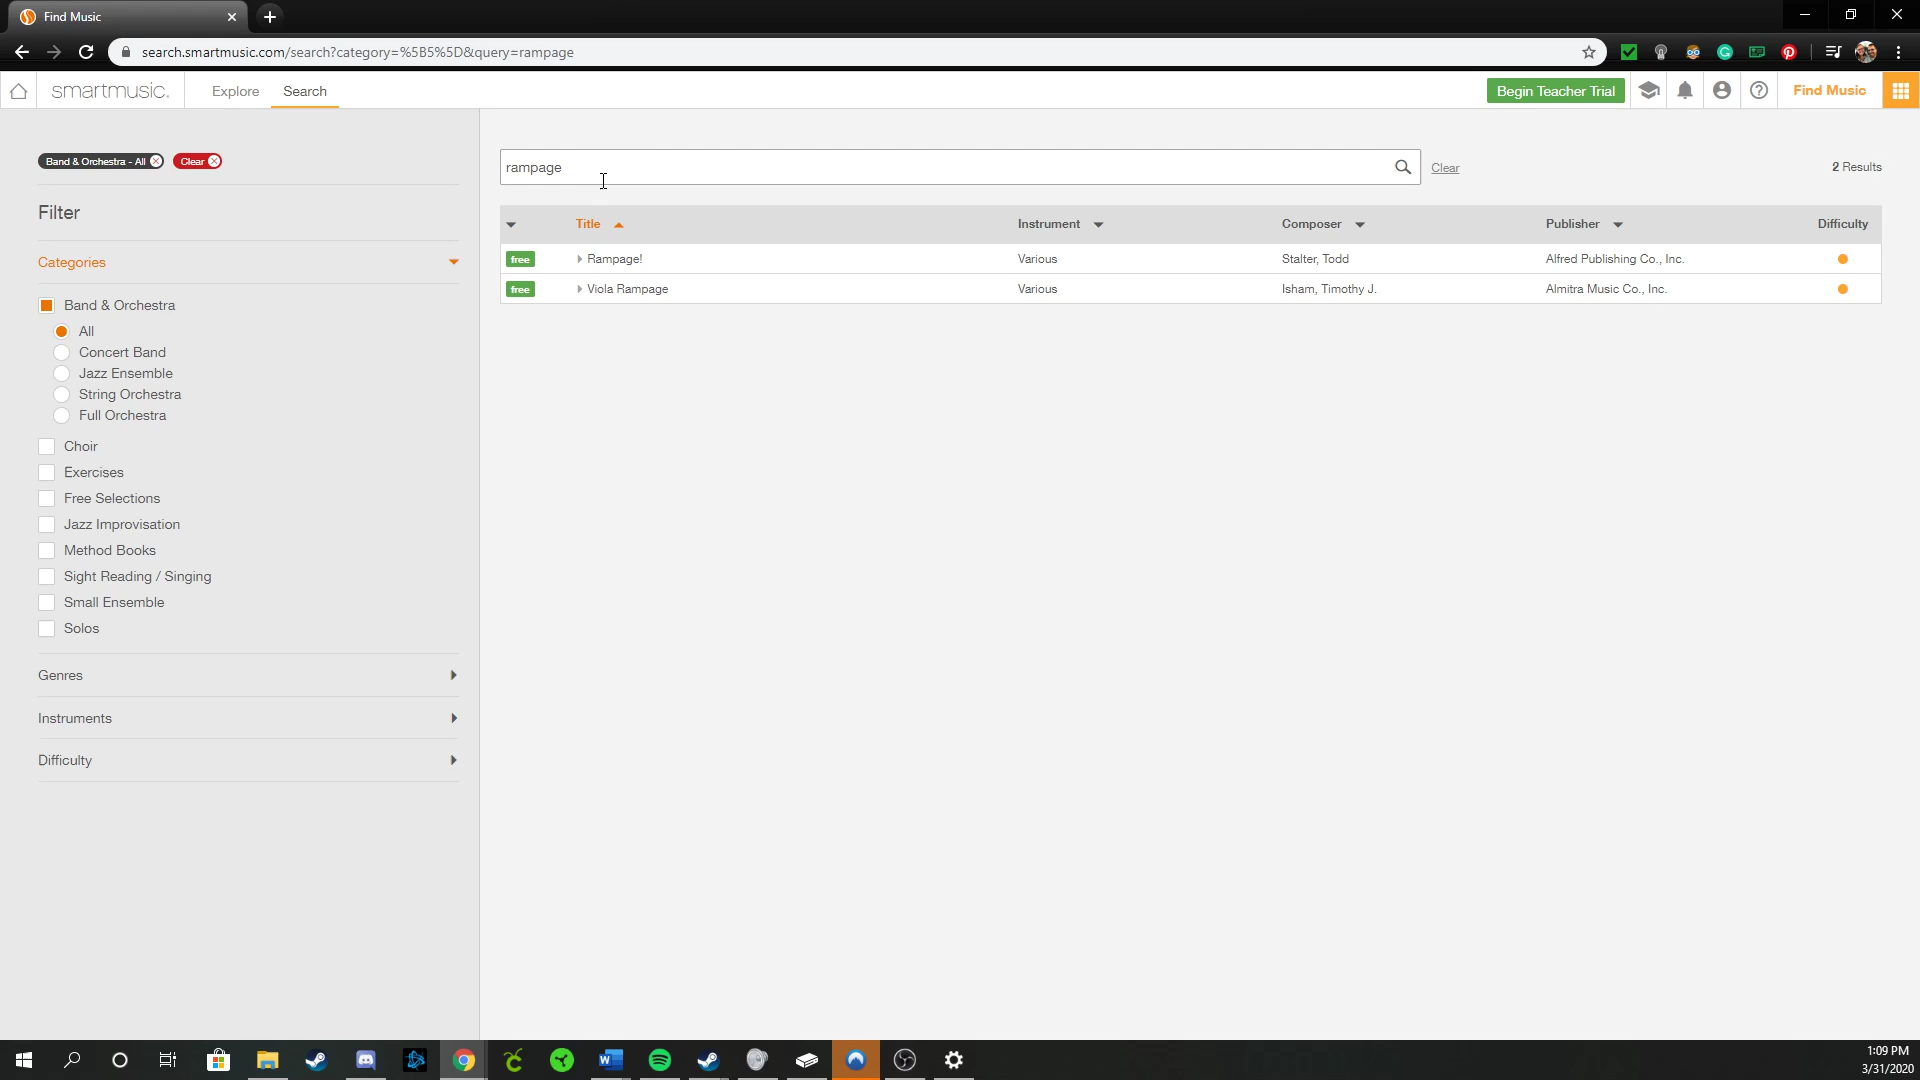 Find Music
search.smartmusic.com/search?category=%5B5%5D&query=rampage
smartmusic.
Explore
Search
Begin Teacher Trial
Find Music
Band & Orchestra - All
Clear
rampage
Clear
2 Results
Filter
Title
Instrument
Composer
Publisher
Difficulty
free Rampage! Various Stalter, Todd Alfred Publishing Co., Inc.
free Viola Rampage Various Isham, Timothy J. Almitra Music Co., Inc.
Categories
Band & Orchestra
All
Concert Band
Jazz Ensemble
String Orchestra
Full Orchestra
Choir
Exercises
Free Selections
Jazz Improvisation
Method Books
Sight Reading / Singing
Small Ensemble
Solos
Genres
Instruments
Difficulty
1:09 PM
3/31/2020